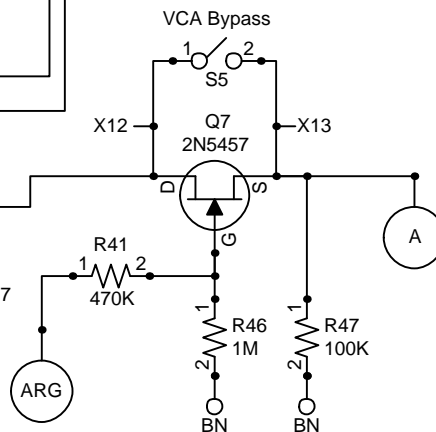 VCA Bypass
1 2
S5
X12 X13
Q7
2N5457
D S
G
R41
1 2
470K
7
A
1 1
R46 R47
1M 100K
2 2
ARG
BN BN